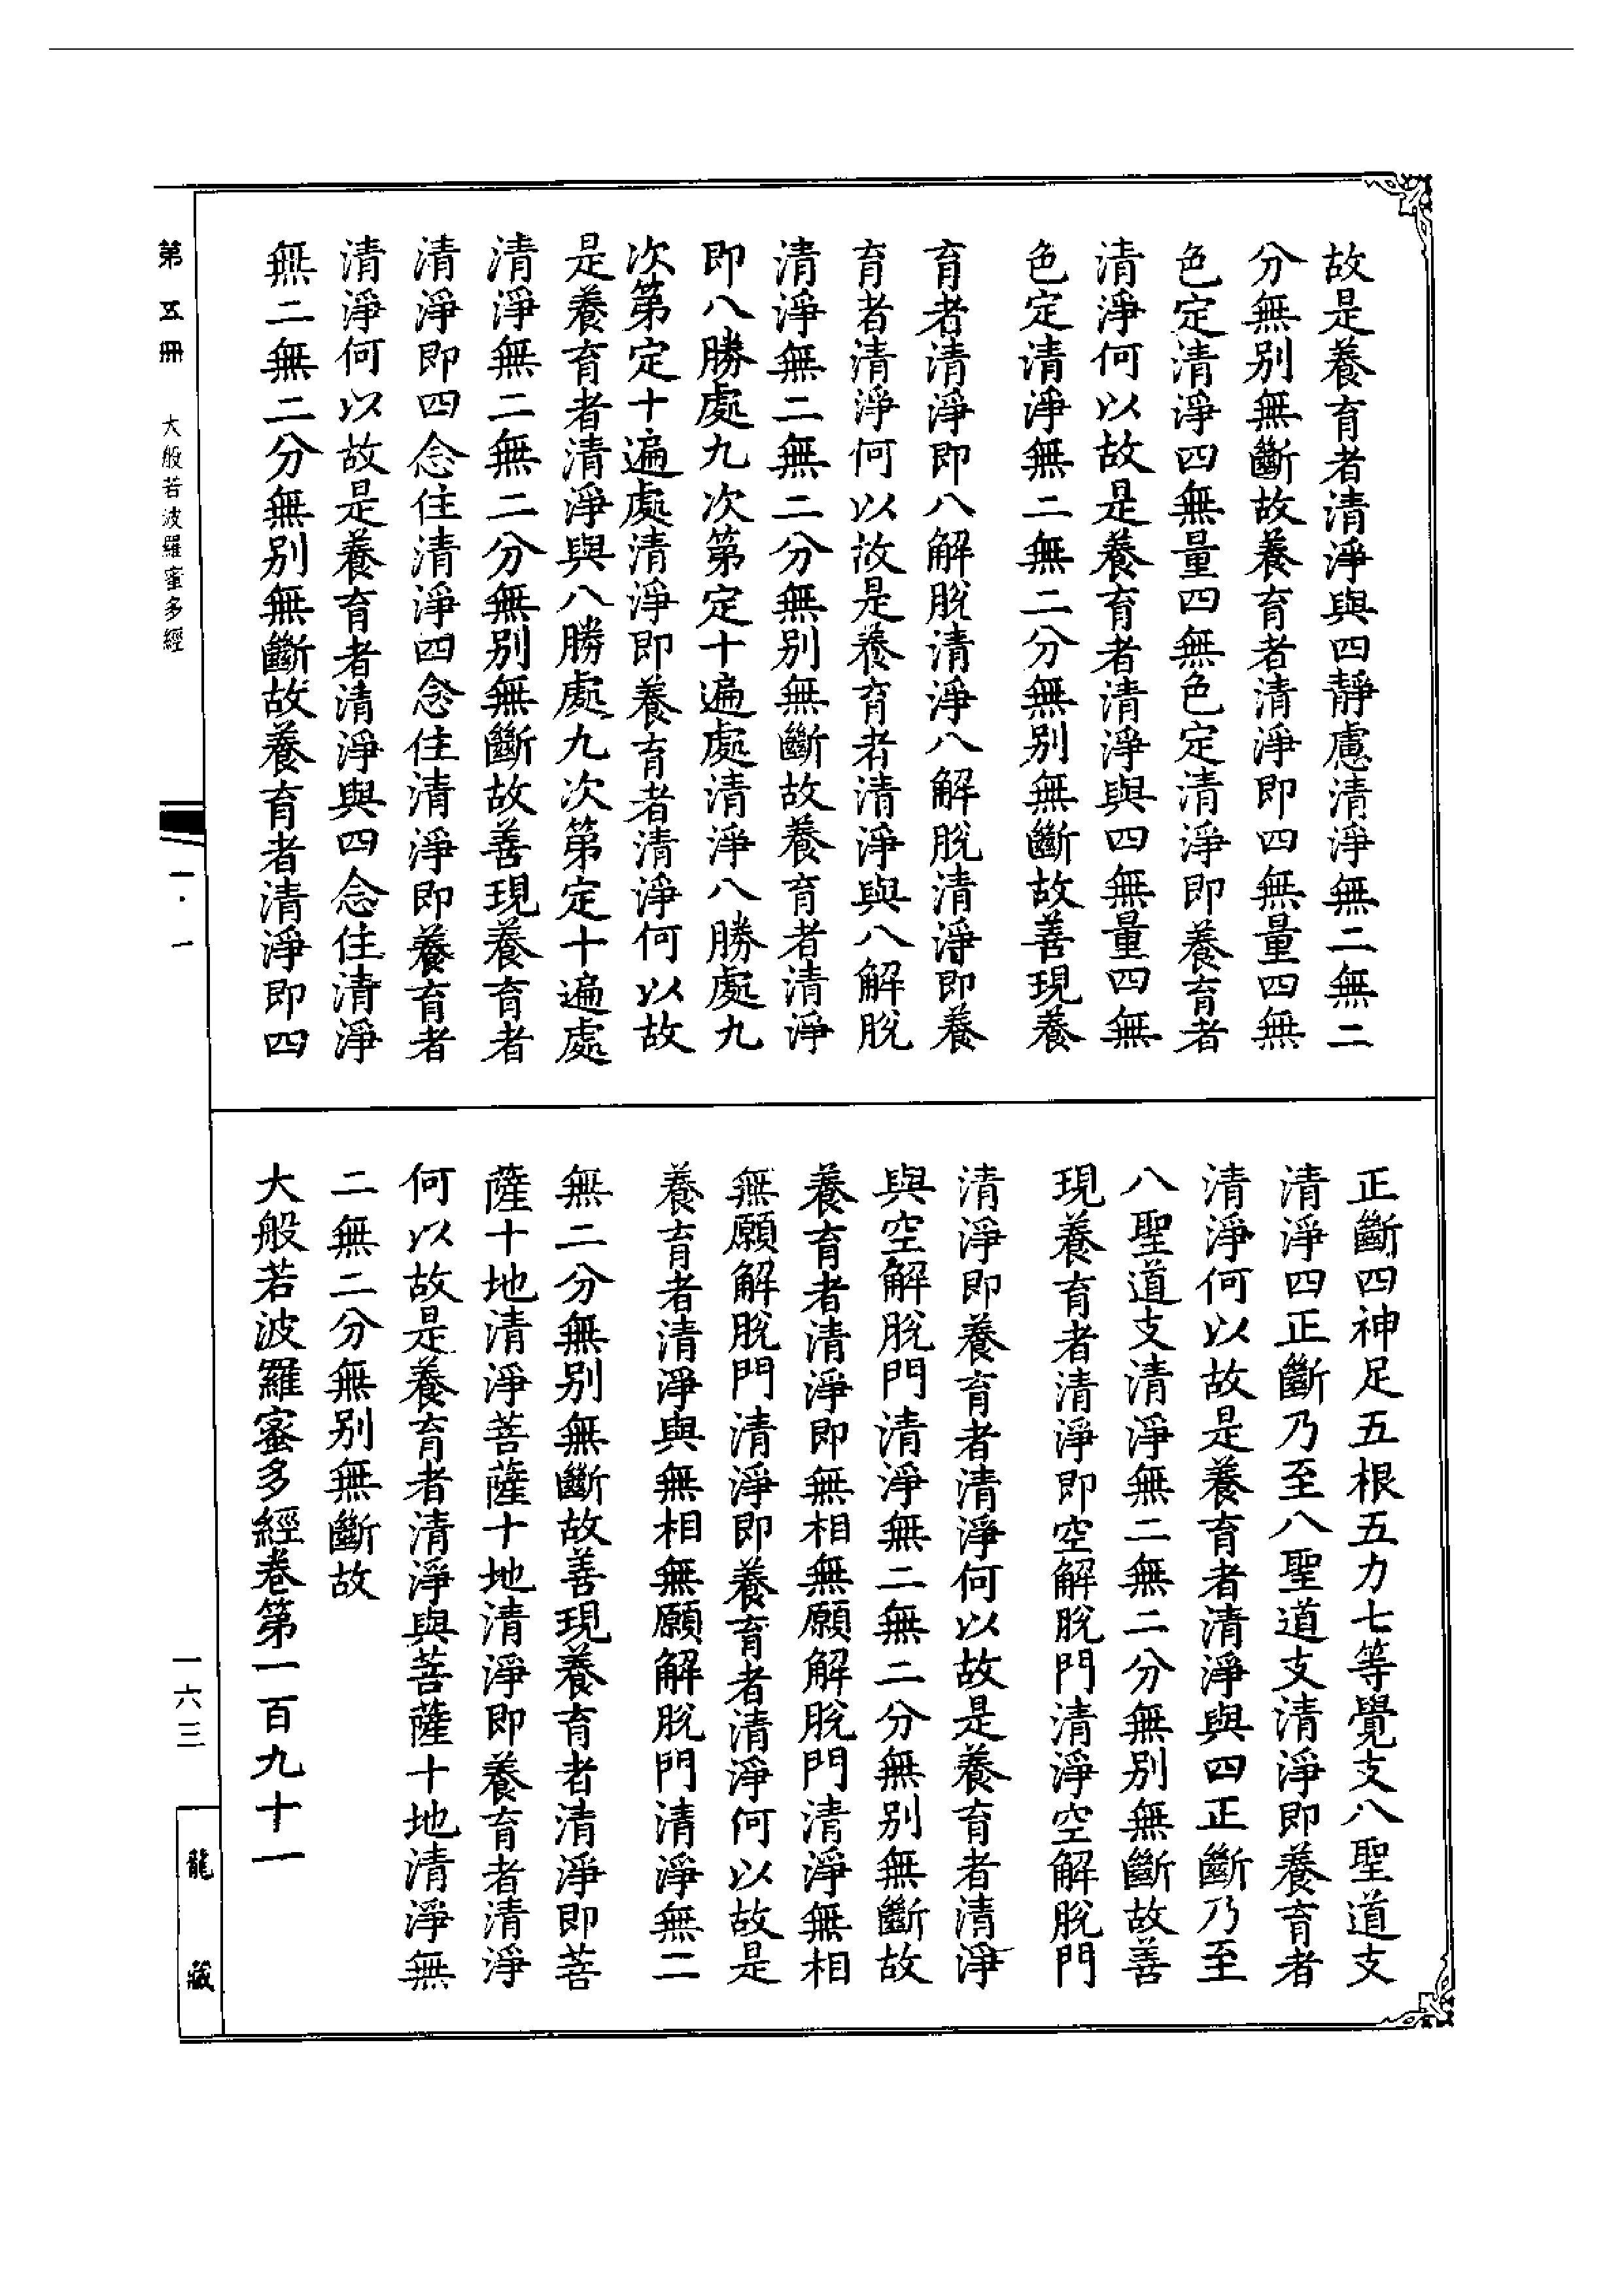 故是養育者清淨與四靜慮清淨無二無二
分無別無斷故養育者清淨即四無量四無
色定清淨四無量四無色定清淨即養育者
清淨何以故是養育者清淨與四無量四無
色定清淨無二無二分無別無斷故善現養
育者清淨即八解脫清淨八解脫清淨即養
育者清淨何以故是養育者清淨與八解脫
清淨無二無二分無別無斷故養育者清淨
即八勝處九次第定十遍處清淨八勝處九
次第定十遍處清淨即養育者清淨何以故
是養育者清淨與八勝處九次第定十遍處
清淨無二無二分無別無斷故善現養育者
清淨即四念住清淨四念住清淨即養育者
清淨何以故是養育者清淨與四念住清淨
無二無二分無別無斷故養育者清淨即四
正斷四神足五根五力七等覺支八聖道支
清淨四正斷乃至八聖道支清淨即養育者
清淨何以故是養育者清淨與四正斷乃至
八聖道支清淨無二無二分無別無斷故善
現養育者清淨即空解脫門清淨空解脫門
清淨即養育者清淨何以故是養育者清淨
與空解脫門清淨無二無二分無別無斷故
養育者清淨即無相無願解脫門清淨無相
無願解脫門清淨即養育者清淨何以故是
養育者清淨與無相無願解脫門清淨無二
無二分無別無斷故善現養育者清淨即菩
薩十地清淨菩薩十地清淨即養育者清淨
何以故是養育者清淨與菩薩十地清淨無
二無二分無別無斷故
大般若波羅蜜多經卷第一百九十一
第五冊 大般若波羅蜜多經
一·一
一六三
龍藏